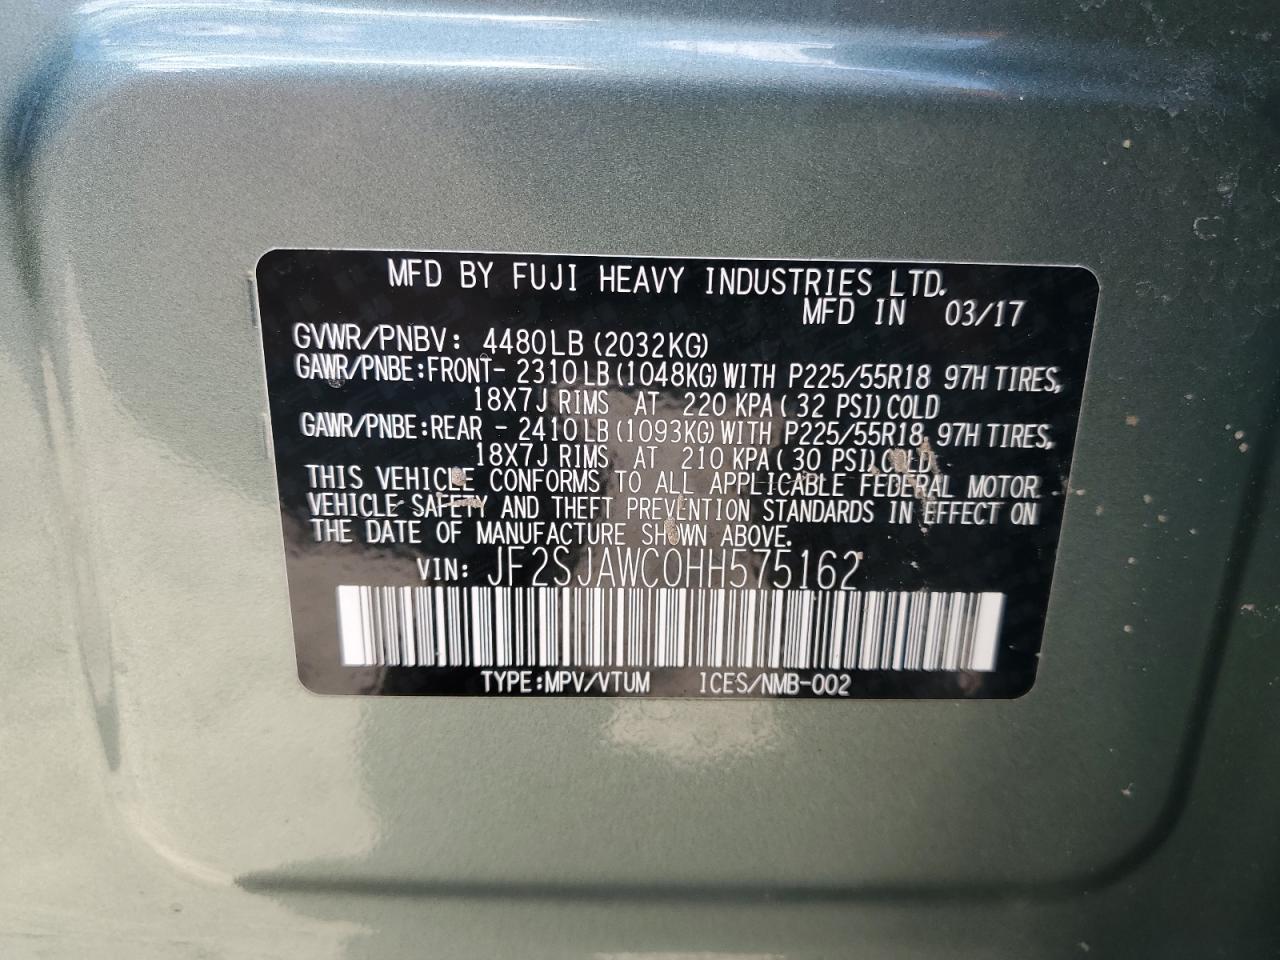 MFD BY FUJI HEAVY INDUSTRIES LTD.
MFD IN 03/17
GVWR/PNBV: 4480LB (2032KG)
GAWR/PNBE:FRONT- 2310LB(1048KG)WITH P225/55R18 97H TIRES,
18X7J RIMS AT 220 KPA( 32 PSI)COLD
GAWR/PNBE:REAR - 2410LB(1093KG)WITH P225/55R18 97H TIRES,
18X7J RIMS AT 210 KPA( 30 PSI)COLD
THIS VEHICLE CONFORMS TO ALL APPLICABLE FEDERAL MOTOR
VEHICLE SAFETY AND THEFT PREVENTION STANDARDS IN EFFECT ON
THE DATE OF MANUFACTURE SHOWN ABOVE.
VIN: JF2SJAWC0HH575162
TYPE:MPV/VTUM ICES/NMB-002